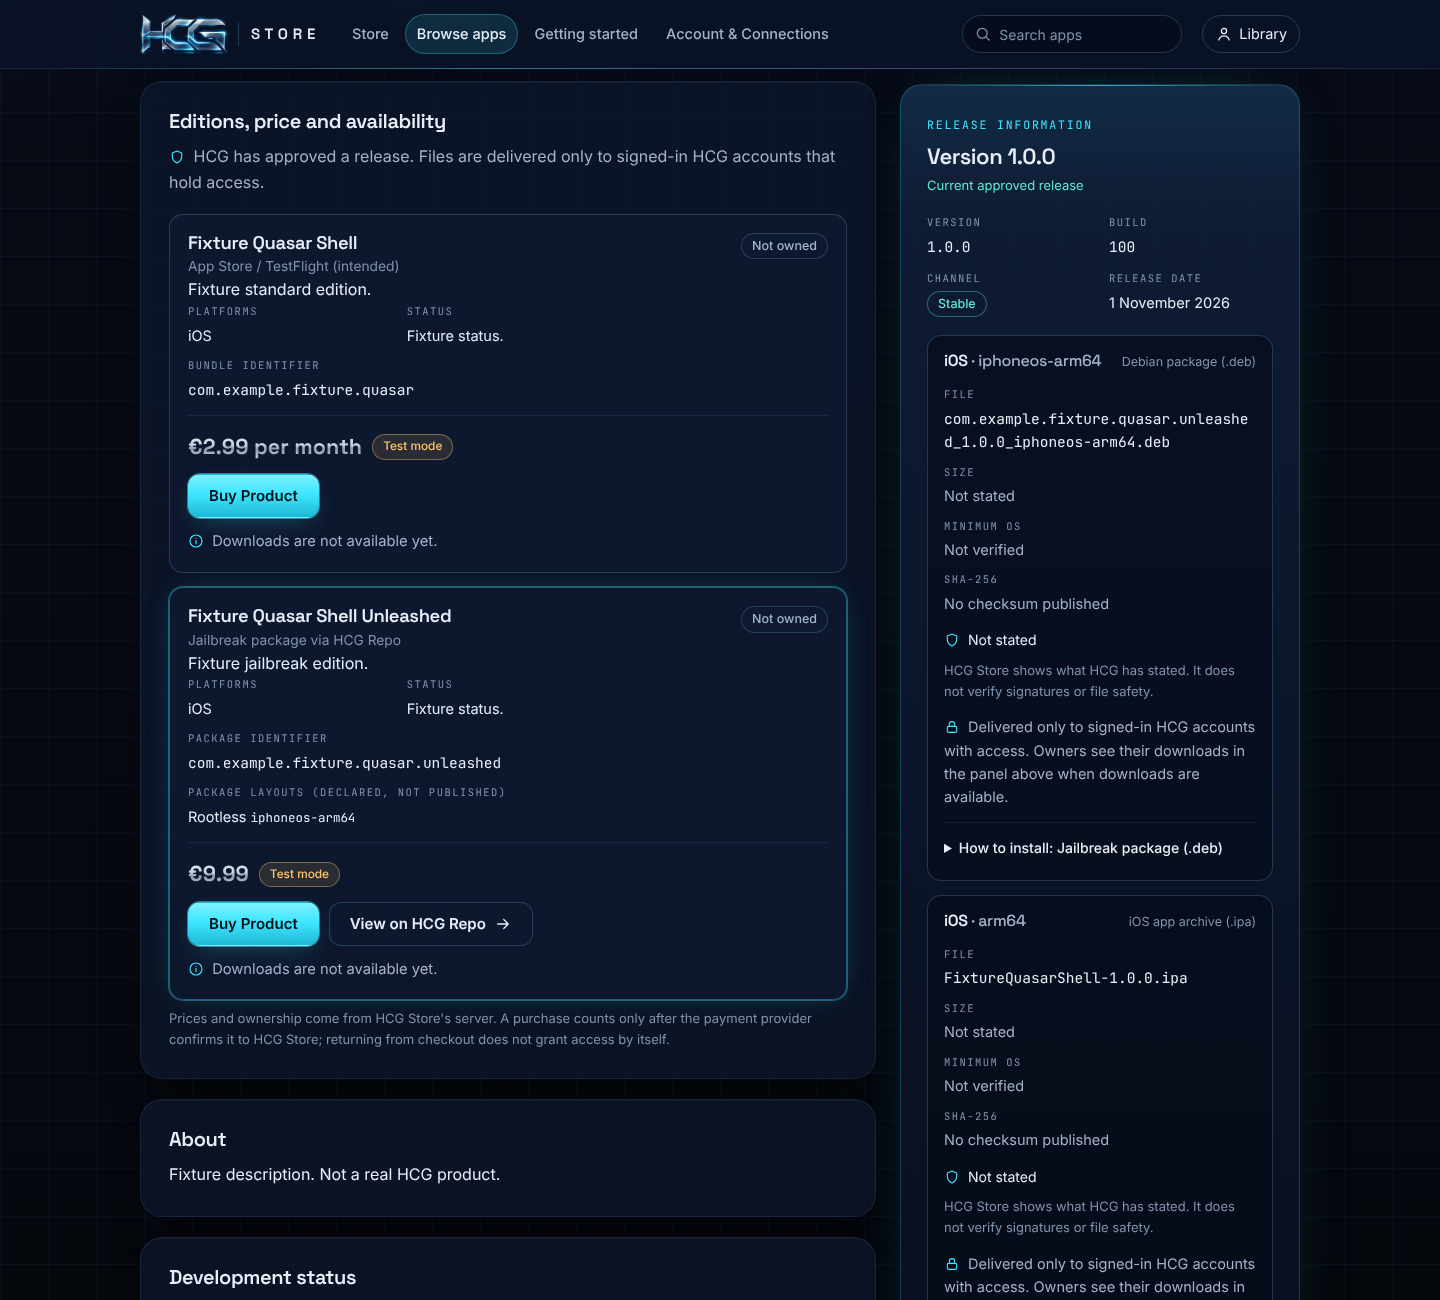 HCG STORE
Store
Browse apps
Getting started
Account & Connections
Search apps
Library
Editions, price and availability
HCG has approved a release. Files are delivered only to signed-in HCG accounts that
hold access.
Fixture Quasar Shell
Not owned
App Store / TestFlight (intended)
Fixture standard edition.
PLATFORMS
STATUS
iOS
Fixture status.
BUNDLE IDENTIFIER
com.example.fixture.quasar
€2.99 per month
Test mode
Buy Product
Downloads are not available yet.
Fixture Quasar Shell Unleashed
Not owned
Jailbreak package via HCG Repo
Fixture jailbreak edition.
PLATFORMS
STATUS
iOS
Fixture status.
PACKAGE IDENTIFIER
com.example.fixture.quasar.unleashed
PACKAGE LAYOUTS (DECLARED, NOT PUBLISHED)
Rootless iphoneos-arm64
€9.99
Test mode
Buy Product
View on HCG Repo →
Downloads are not available yet.
Prices and ownership come from HCG Store's server. A purchase counts only after the payment provider
confirms it to HCG Store; returning from checkout does not grant access by itself.
About
Fixture description. Not a real HCG product.
Development status
RELEASE INFORMATION
Version 1.0.0
Current approved release
VERSION
BUILD
1.0.0
100
CHANNEL
RELEASE DATE
Stable
1 November 2026
iOS · iphoneos-arm64
Debian package (.deb)
FILE
com.example.fixture.quasar.unleashe
d_1.0.0_iphoneos-arm64.deb
SIZE
Not stated
MINIMUM OS
Not verified
SHA-256
No checksum published
Not stated
HCG Store shows what HCG has stated. It does
not verify signatures or file safety.
Delivered only to signed-in HCG accounts
with access. Owners see their downloads in
the panel above when downloads are
available.
How to install: Jailbreak package (.deb)
iOS · arm64
iOS app archive (.ipa)
FILE
FixtureQuasarShell-1.0.0.ipa
SIZE
Not stated
MINIMUM OS
Not verified
SHA-256
No checksum published
Not stated
HCG Store shows what HCG has stated. It does
not verify signatures or file safety.
Delivered only to signed-in HCG accounts
with access. Owners see their downloads in